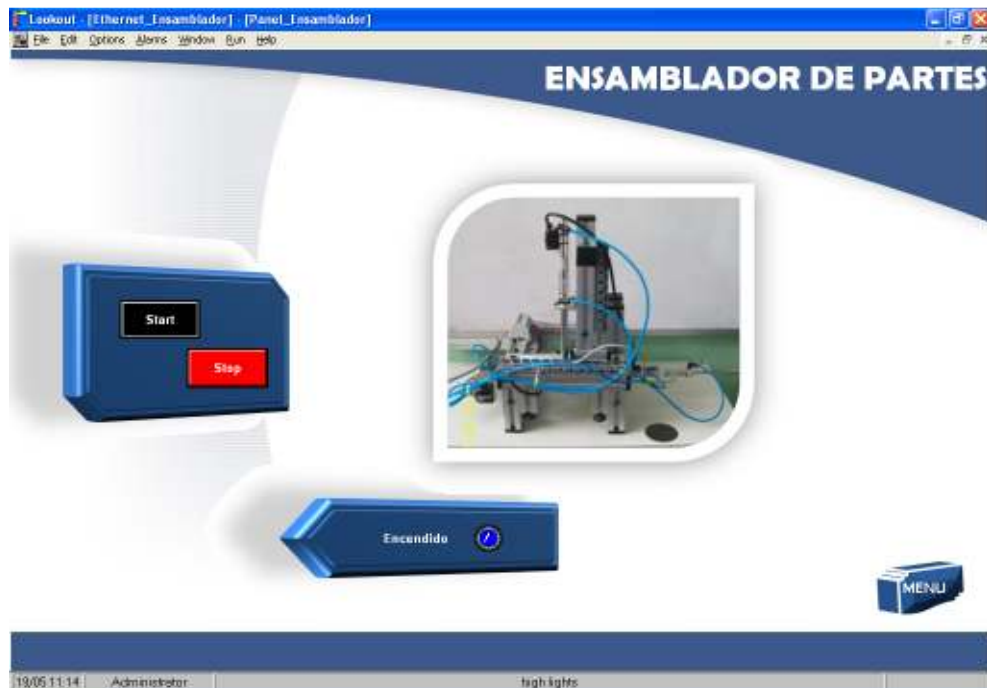 Lookout - [Ethernet_Ensamblador] - [Panel_Ensamblador]
File Edit Options Alarms Window Run Help
ENSAMBLADOR DE PARTES
Start
Stop
Encendido
MENU
19/05 11:14 Administrator high lights